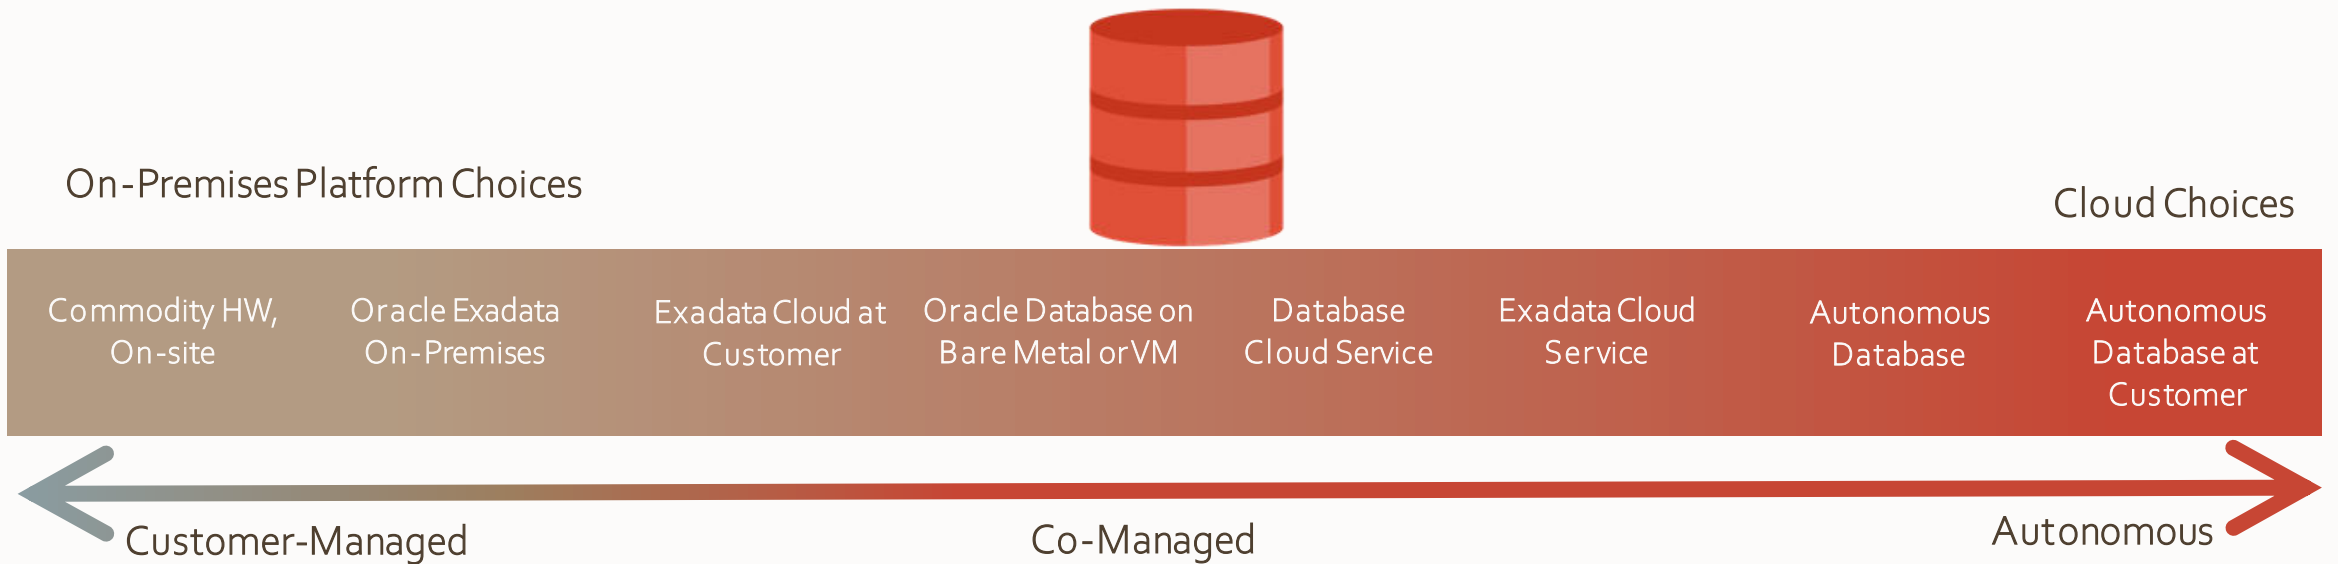 On-Premises Platform Choices
Cloud Choices
Commodity HW,
On-site
Oracle Exadata
On-Premises
Exadata Cloud at
Customer
Oracle Database on
Bare Metal or VM
Database
Cloud Service
Exadata Cloud
Service
Autonomous
Database
Autonomous
Database at
Customer
Customer-Managed
Co-Managed
Autonomous